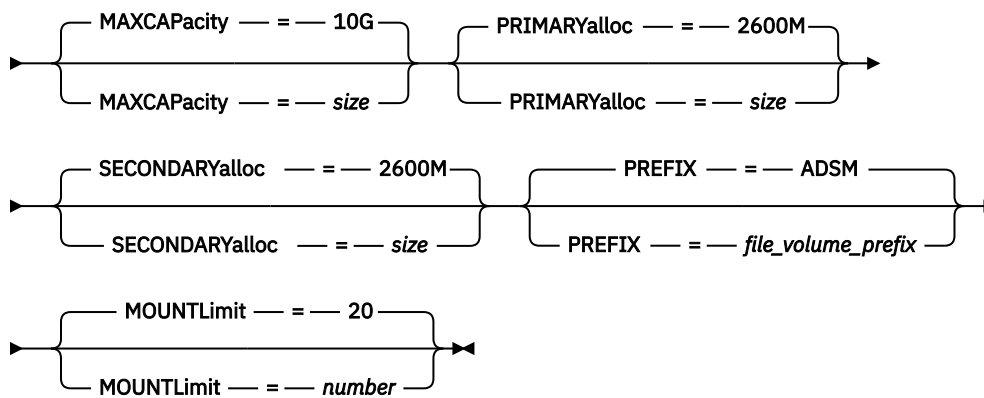 MAXCAPacity = 10G PRIMARYalloc = 2600M
MAXCAPacity = size PRIMARYalloc = size
SECONDARYalloc = 2600M PREFIX = ADSM
SECONDARYalloc = size PREFIX = file_volume_prefix
MOUNTLimit = 20
MOUNTLimit = number